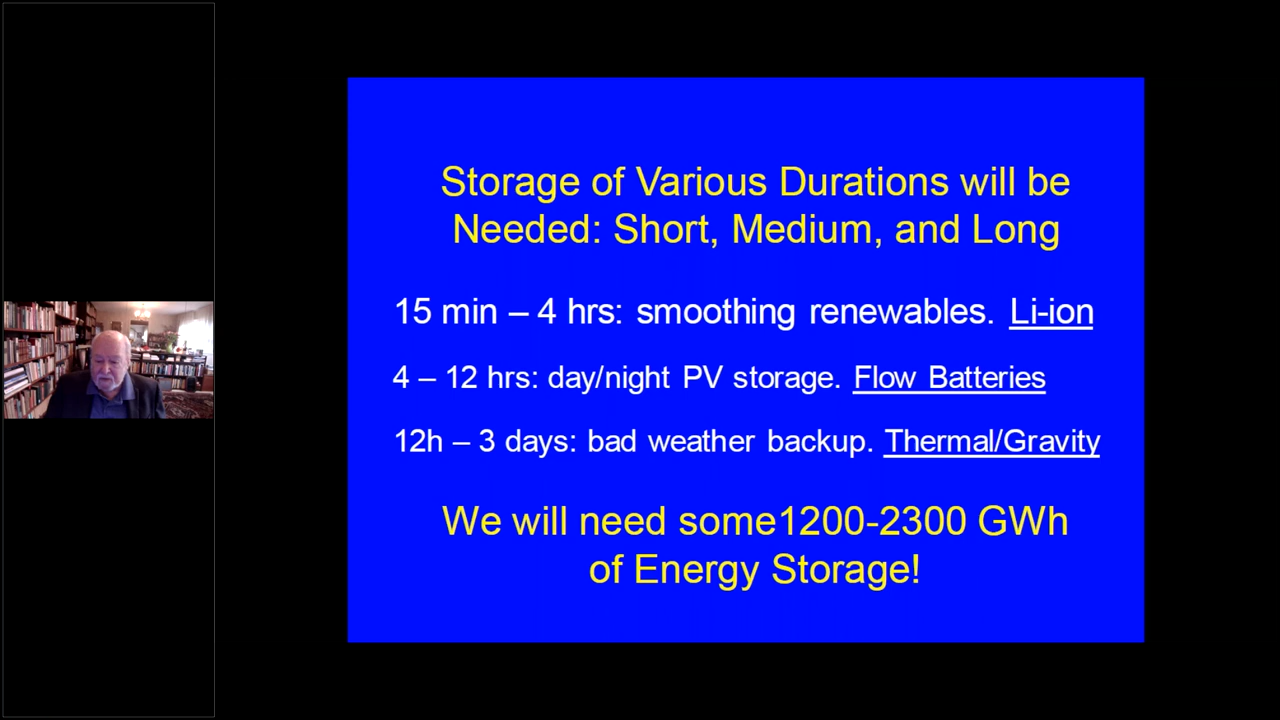 Storage of Various Durations will be
Needed: Short, Medium, and Long
15 min – 4 hrs: smoothing renewables. Li-ion
4 – 12 hrs: day/night PV storage. Flow Batteries
12h – 3 days: bad weather backup. Thermal/Gravity
We will need some1200-2300 GWh
of Energy Storage!